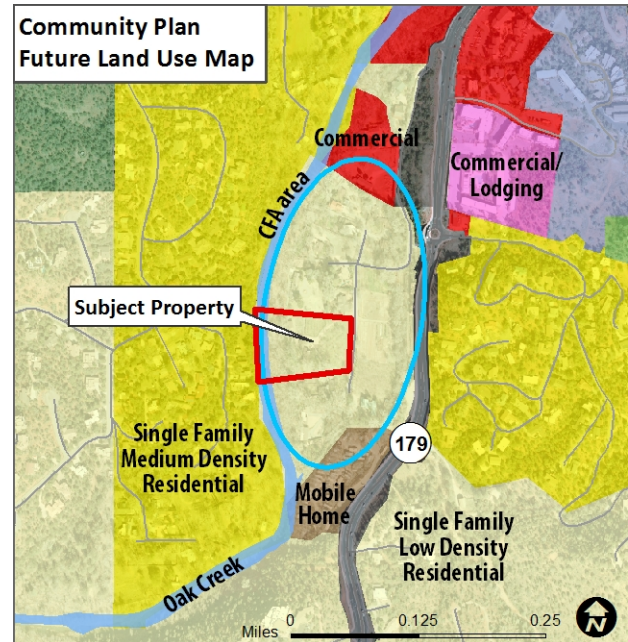 Community Plan
Future Land Use Map
Commercial
Commercial/
Lodging
CFA area
Subject Property
179
Single Family
Medium Density
Residential
Mobile
Home
Single Family
Low Density
Residential
Oak Creek
Miles
0
0.125
0.25
N